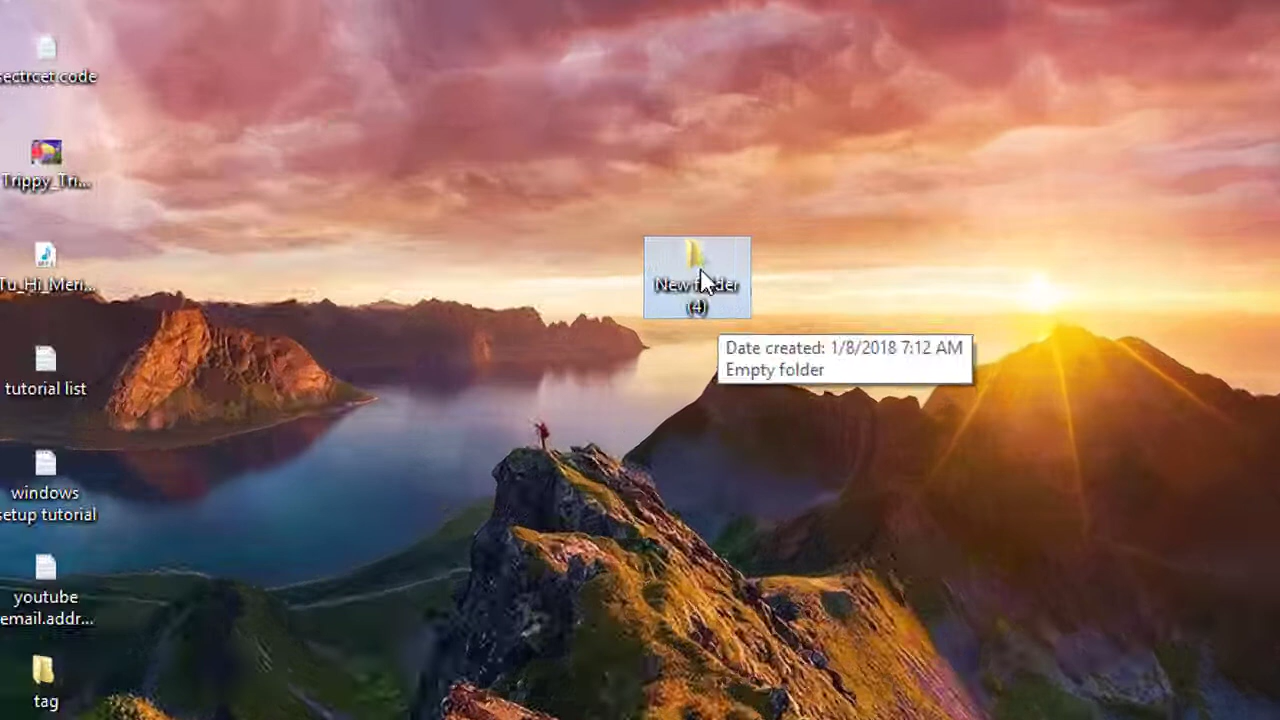 sectrcet code
Trippy_Tri...
Tu_Hi_Meri...
tutorial list
windows
setup tutorial
youtube
email.addr...
tag
New folder
(4)
Date created: 1/8/2018 7:12 AM
Empty folder